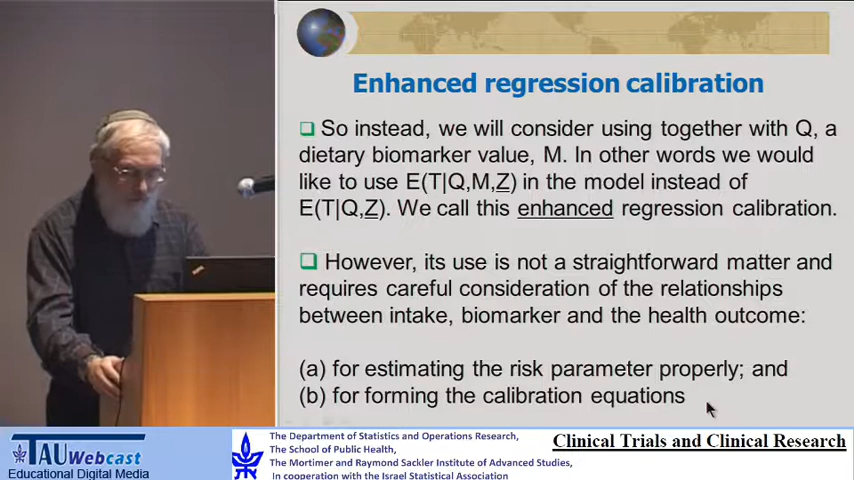 Enhanced regression calibration
So instead, we will consider using together with Q, a
dietary biomarker value, M. In other words we would
like to use E(T|Q,M,Z) in the model instead of
E(T|Q,Z). We call this enhanced regression calibration.
However, its use is not a straightforward matter and
requires careful consideration of the relationships
between intake, biomarker and the health outcome:
(a) for estimating the risk parameter properly; and
(b) for forming the calibration equations
TAU Webcast
Educational Digital Media
The Department of Statistics and Operations Research,
The School of Public Health,
The Mortimer and Raymond Sackler Institute of Advanced Studies,
In cooperation with the Israel Statistical Association
Clinical Trials and Clinical Research